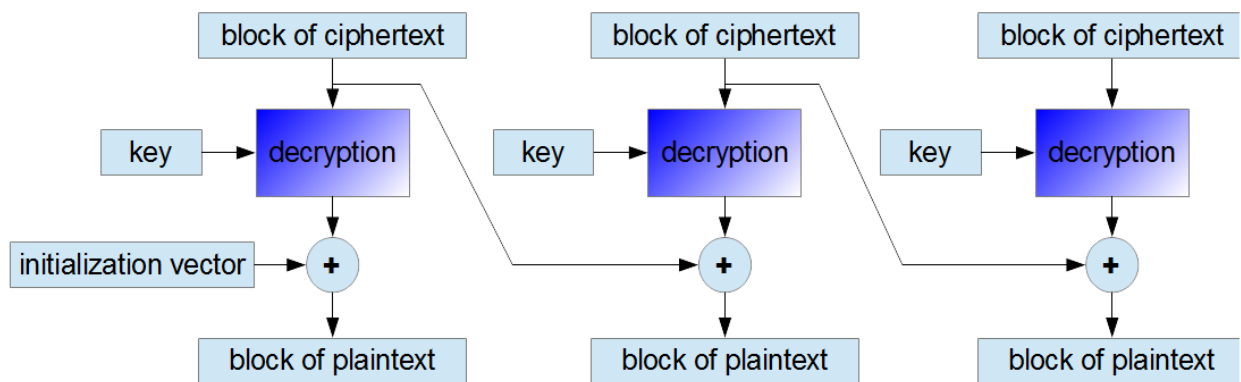 block of ciphertext block of ciphertext block of ciphertext
key decryption key decryption key decryption
initialization vector + + +
block of plaintext block of plaintext block of plaintext